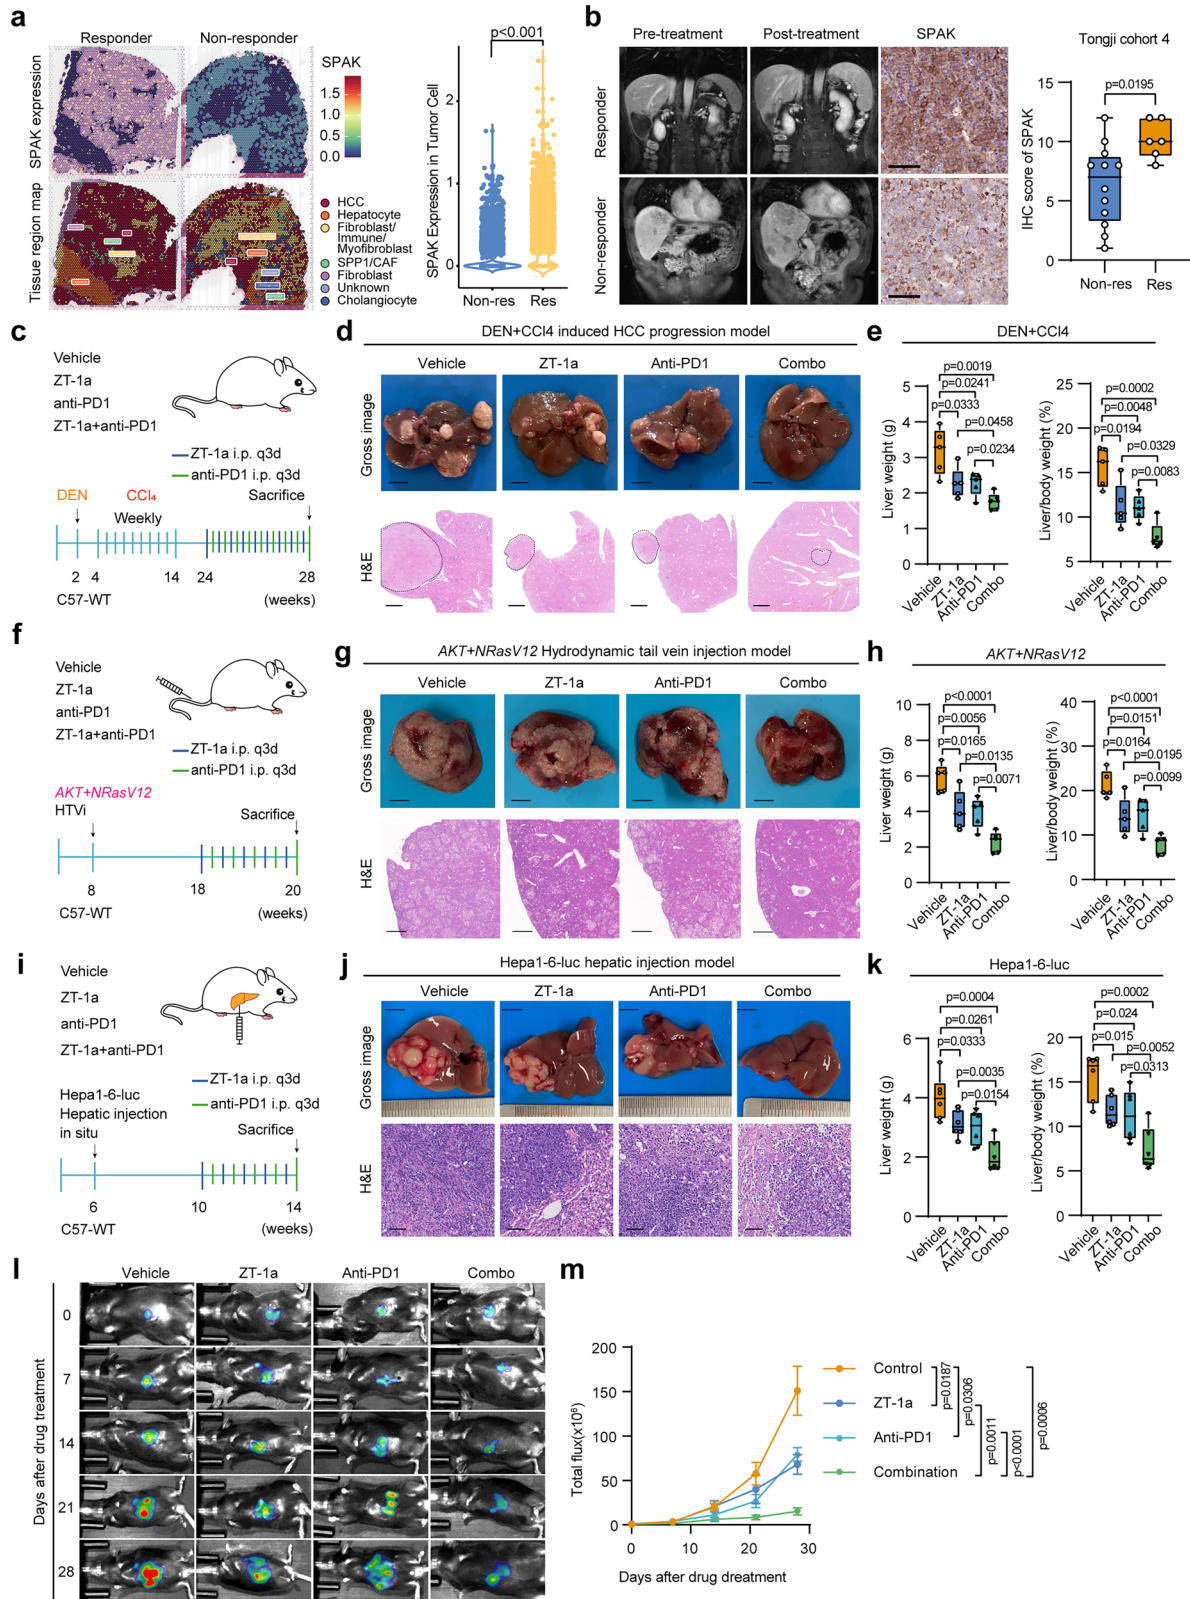 a
Responder
Non-responder
SPAK expression
Tissue region map
SPAK
1.5
1.0
0.5
0.0
HCC
Hepatocyte
Fibroblast/
Immune/
Myofibroblast
SPP1/CAF
Fibroblast
Unknown
Cholangiocyte
p<0.001
SPAK Expression in Tumor Cell
2
1
0
Non-res
Res
b
Pre-treatment
Post-treatment
SPAK
Responder
Non-responder
Tongji cohort 4
p=0.0195
IHC score of SPAK
15
10
5
0
Non-res
Res
c
Vehicle
ZT-1a
anti-PD1
ZT-1a+anti-PD1
ZT-1a i.p. q3d
anti-PD1 i.p. q3d
DEN
CCl₄
Weekly
Sacrifice
2
4
14
24
28
C57-WT
(weeks)
d
DEN+CCl4 induced HCC progression model
Vehicle
ZT-1a
Anti-PD1
Combo
Gross image
H&E
e
DEN+CCl4
p=0.0019
p=0.0241
p=0.0333
p=0.0458
p=0.0234
Liver weight (g)
5
4
3
2
1
0
Vehicle
ZT-1a
Anti-PD1
Combo
p=0.0002
p=0.0048
p=0.0194
p=0.0329
p=0.0083
Liver/body weight (%)
25
20
15
10
5
Vehicle
ZT-1a
Anti-PD1
Combo
f
Vehicle
ZT-1a
anti-PD1
ZT-1a+anti-PD1
ZT-1a i.p. q3d
anti-PD1 i.p. q3d
AKT+NRasV12
HTVi
Sacrifice
8
18
20
C57-WT
(weeks)
g
AKT+NRasV12 Hydrodynamic tail vein injection model
Vehicle
ZT-1a
Anti-PD1
Combo
Gross image
H&E
h
AKT+NRasV12
p<0.0001
p=0.0056
p=0.0165
p=0.0135
p=0.0071
Liver weight (g)
10
8
6
4
2
0
Vehicle
ZT-1a
Anti-PD1
Combo
p<0.0001
p=0.0151
p=0.0164
p=0.0195
p=0.0099
Liver/body weight (%)
40
30
20
10
0
Vehicle
ZT-1a
Anti-PD1
Combo
i
Vehicle
ZT-1a
anti-PD1
ZT-1a+anti-PD1
ZT-1a i.p. q3d
anti-PD1 i.p. q3d
Hepa1-6-luc
Hepatic injection
in situ
Sacrifice
6
10
14
C57-WT
(weeks)
j
Hepa1-6-luc hepatic injection model
Vehicle
ZT-1a
Anti-PD1
Combo
Gross image
H&E
k
Hepa1-6-luc
p=0.0004
p=0.0261
p=0.0333
p=0.0035
p=0.0154
Liver weight (g)
6
4
2
0
Vehicle
ZT-1a
Anti-PD1
Combo
p=0.0002
p=0.024
p=0.015
p=0.0052
p=0.0313
Liver/body weight (%)
20
15
10
5
0
Vehicle
ZT-1a
Anti-PD1
Combo
l
Vehicle
ZT-1a
Anti-PD1
Combo
Days after drug treatment
0
7
14
21
28
m
Total flux(x10⁶)
200
150
100
50
0
0
10
20
30
Days after drug dreatment
Control
ZT-1a
Anti-PD1
Combination
p=0.0187
p=0.0306
p=0.0011
p<0.0001
p=0.0006